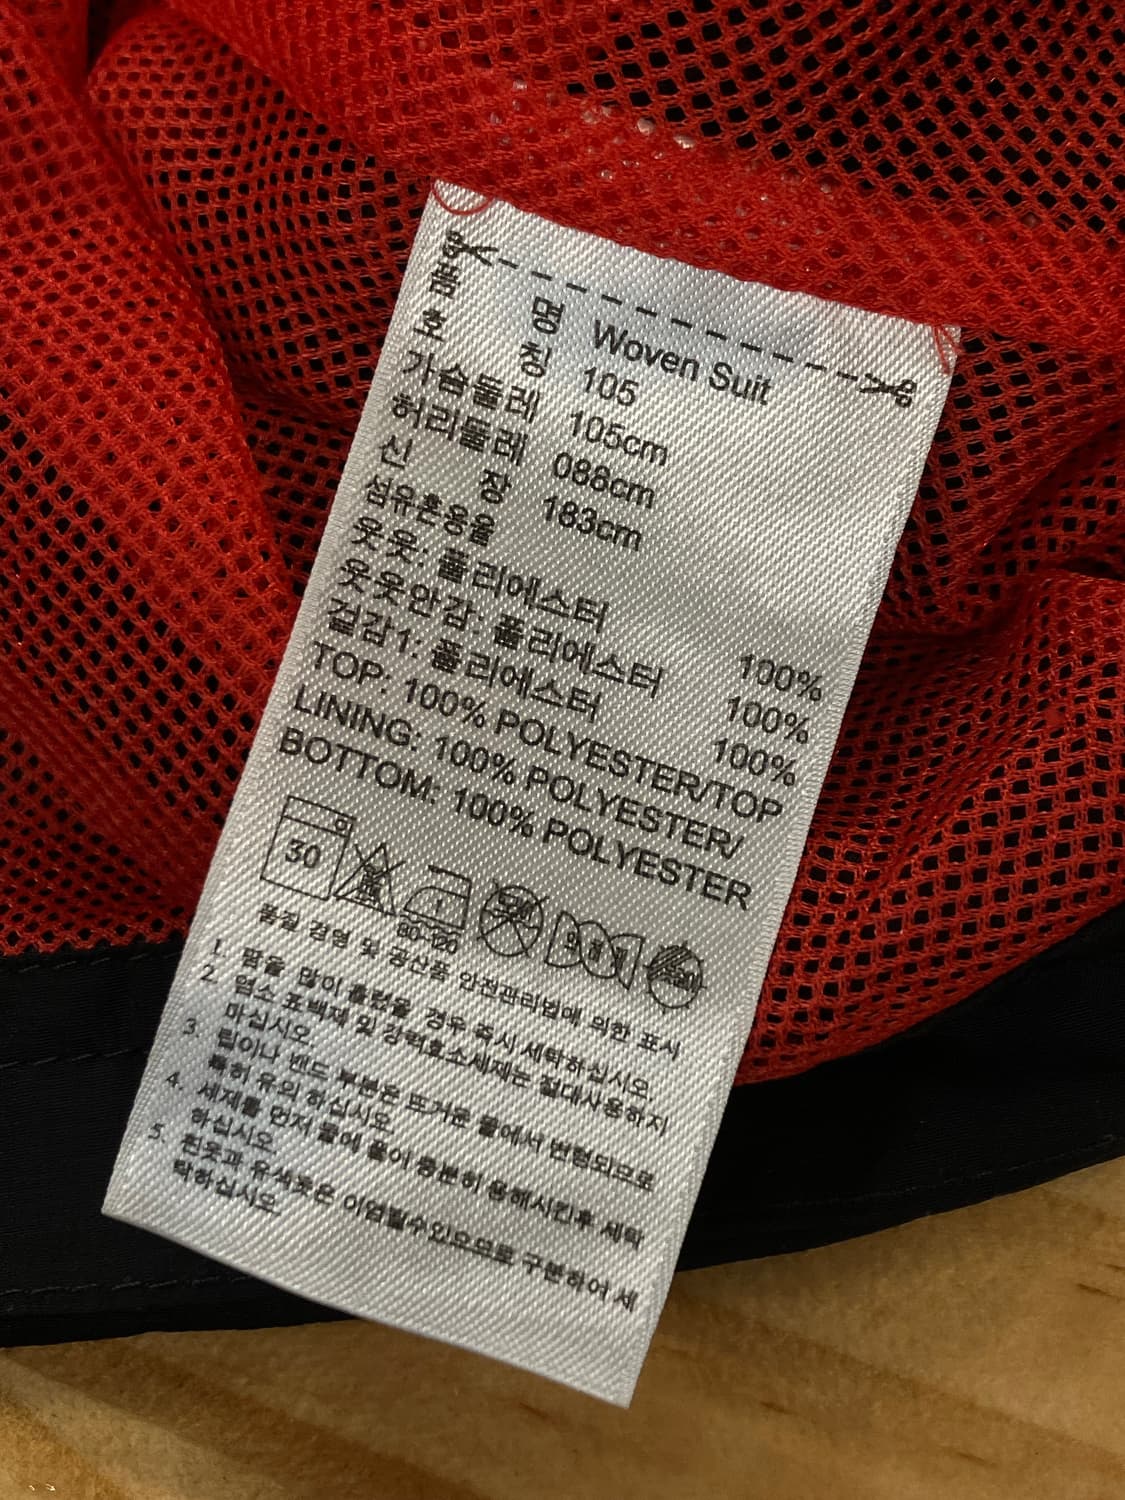 품 명 Woven Suit
호 칭 105
가슴둘레 105cm
허리둘레 088cm
신 장 183cm
섬유혼용율
윗옷: 폴리에스터 100%
윗옷안감: 폴리에스터 100%
겉감1: 폴리에스터 100%
TOP: 100% POLYESTER/TOP
LINING: 100% POLYESTER/
BOTTOM: 100% POLYESTER
30
80-120
품질 경영 및 공산품 안전관리법에 의한 표시
1. 땀을 많이 흘렸을 경우 즉시 세탁하십시오.
2. 염소 표백제 및 강력효소세제는 절대사용하지
마십시오.
3. 립이나 밴드 부분은 뜨거운 물에서 변형되므로
특히 유의 하십시오.
4. 세제를 먼저 물에 풀어 충분히 용해시킨후 세탁
하십시오.
5. 흰옷과 유색옷은 이염될수있으므로 구분하여 세
탁하십시오.